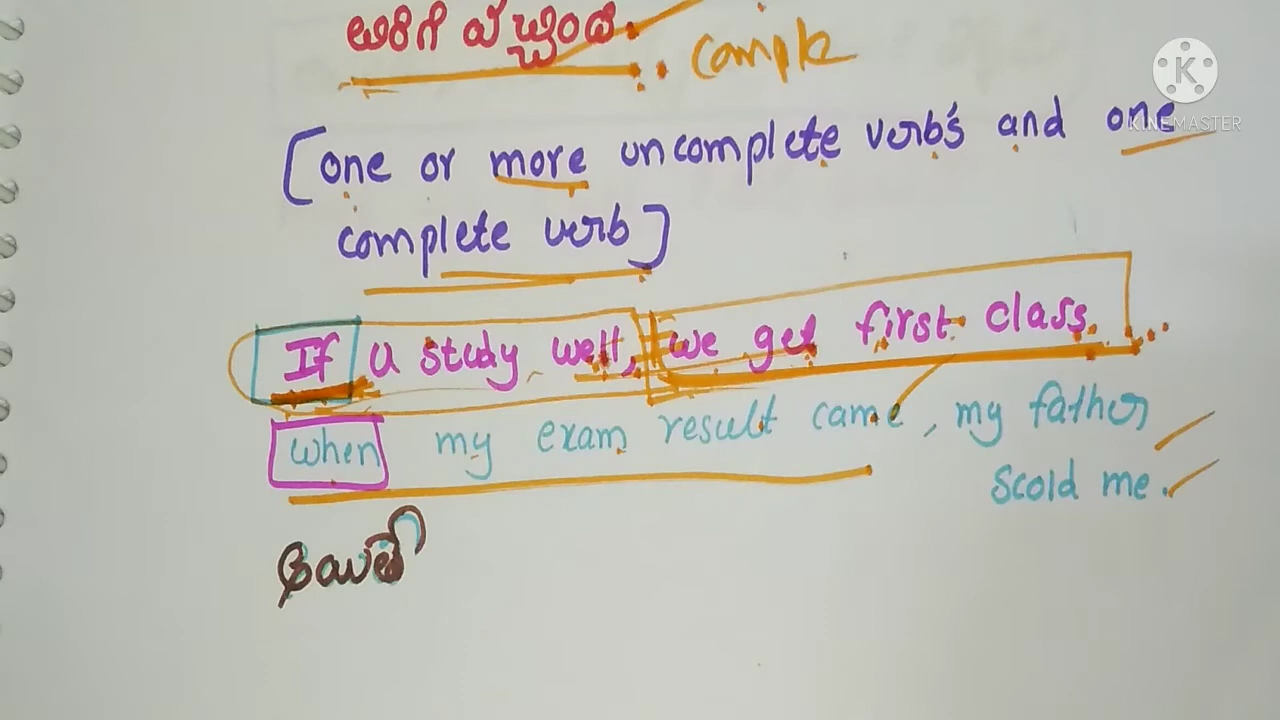 comple
[one or more uncomplete verb's and one
complete verb]
If u study well, we get first class.
when my exam result came, my father
scold me.
KINEMASTER